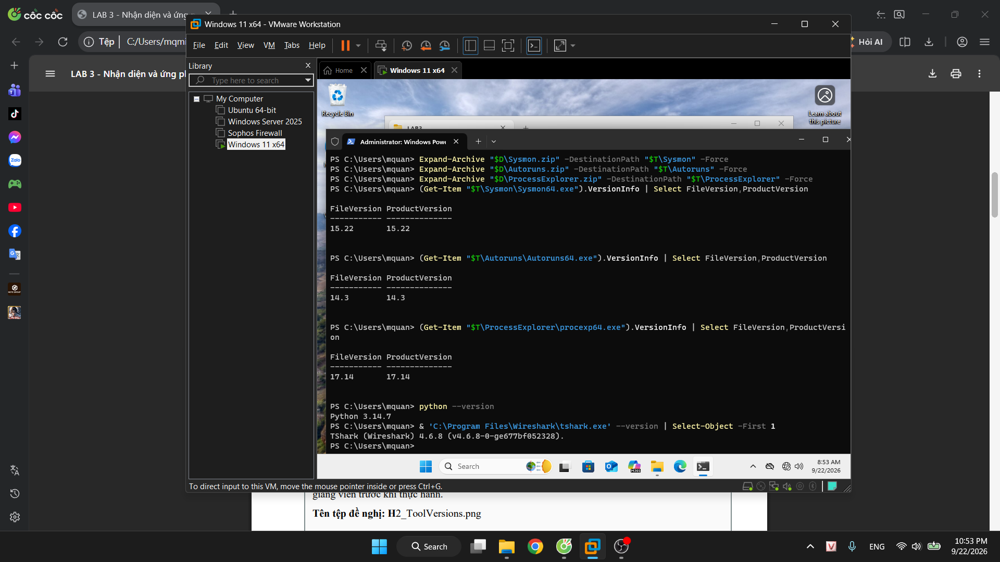 cốc cốc
LAB 3 - Nhận diện và ứng
Tệp
C:/Users/mqmi
Hỏi AI
LAB 3 - Nhận diện và ứng pl
Windows 11 x64 - VMware Workstation
File Edit View VM Tabs Help
Library
Type here to search
My Computer
Ubuntu 64-bit
Windows Server 2025
Sophos Firewall
Windows 11 x64
Home
Windows 11 x64
Recycle Bin
Learn about
this picture
LAB3
Administrator: Windows Powe
PS C:\Users\mquan> Expand-Archive "$D\Sysmon.zip" -DestinationPath "$T\Sysmon" -Force
PS C:\Users\mquan> Expand-Archive "$D\Autoruns.zip" -DestinationPath "$T\Autoruns" -Force
PS C:\Users\mquan> Expand-Archive "$D\ProcessExplorer.zip" -DestinationPath "$T\ProcessExplorer" -Force
PS C:\Users\mquan> (Get-Item "$T\Sysmon\Sysmon64.exe").VersionInfo | Select FileVersion,ProductVersion
FileVersion ProductVersion
----------- --------------
15.22       15.22
PS C:\Users\mquan> (Get-Item "$T\Autoruns\Autoruns64.exe").VersionInfo | Select FileVersion,ProductVersion
FileVersion ProductVersion
----------- --------------
14.3        14.3
PS C:\Users\mquan> (Get-Item "$T\ProcessExplorer\procexp64.exe").VersionInfo | Select FileVersion,ProductVersi
on
FileVersion ProductVersion
----------- --------------
17.14       17.14
PS C:\Users\mquan> python --version
Python 3.14.7
PS C:\Users\mquan> & 'C:\Program Files\Wireshark\tshark.exe' --version | Select-Object -First 1
TShark (Wireshark) 4.6.8 (v4.6.8-0-ge677bf052328).
PS C:\Users\mquan>
Search
8:53 AM
9/22/2026
To direct input to this VM, move the mouse pointer inside or press Ctrl+G.
giảng viên trước khi thực hành.
Tên tệp đề nghị: H2_ToolVersions.png
Search
ENG
10:53 PM
9/22/2026